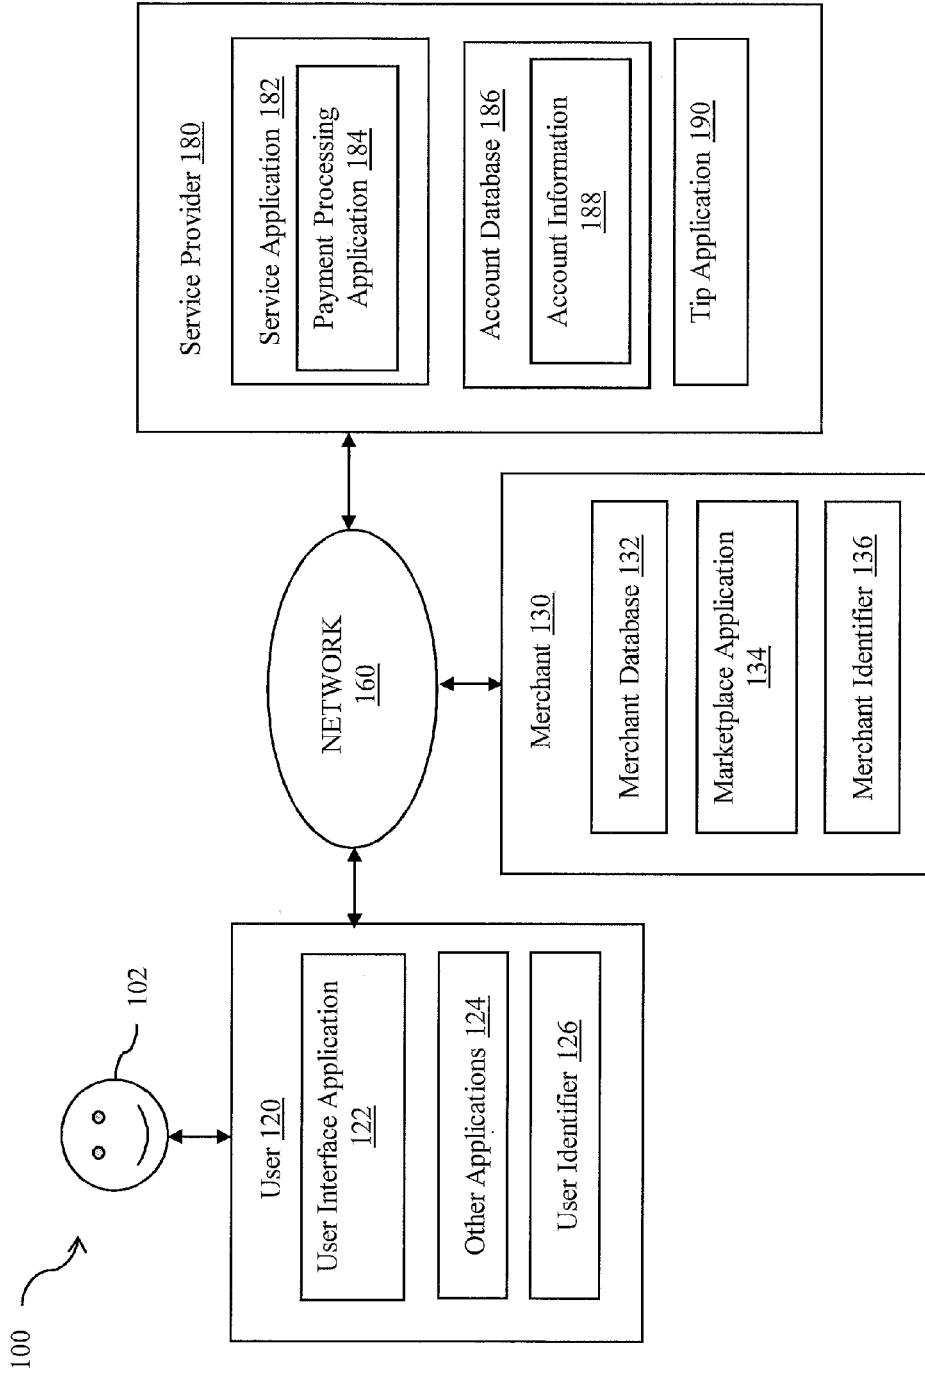 100
102
User 120
User Interface Application
122
Other Applications 124
User Identifier 126
NETWORK
160
Merchant 130
Merchant Database 132
Marketplace Application
134
Merchant Identifier 136
Service Provider 180
Service Application 182
Payment Processing
Application 184
Account Database 186
Account Information
188
Tip Application 190